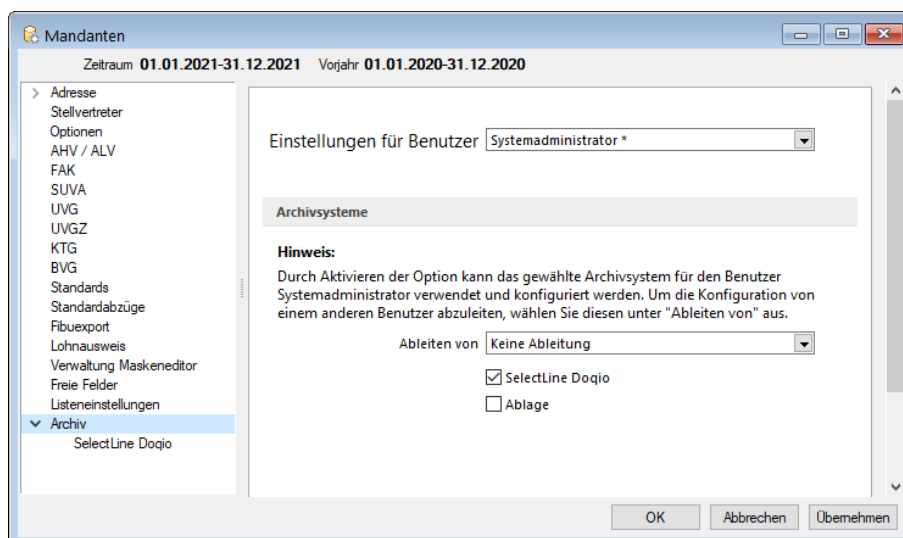 Mandanten
Zeitraum 01.01.2021-31.12.2021 Vorjahr 01.01.2020-31.12.2020
Adresse
Stellvertreter
Optionen
AHV / ALV
FAK
SUVA
UVG
UVGZ
KTG
BVG
Standards
Standardabzüge
Fibuexport
Lohnausweis
Verwaltung Maskeneditor
Freie Felder
Listeneinstellungen
Archiv
SelectLine Doqio
Einstellungen für Benutzer Systemadministrator *
Archivsysteme
Hinweis:
Durch Aktivieren der Option kann das gewählte Archivsystem für den Benutzer
Systemadministrator verwendet und konfiguriert werden. Um die Konfiguration von
einem anderen Benutzer abzuleiten, wählen Sie diesen unter "Ableiten von" aus.
Ableiten von Keine Ableitung
SelectLine Doqio
Ablage
OK Abbrechen Übernehmen